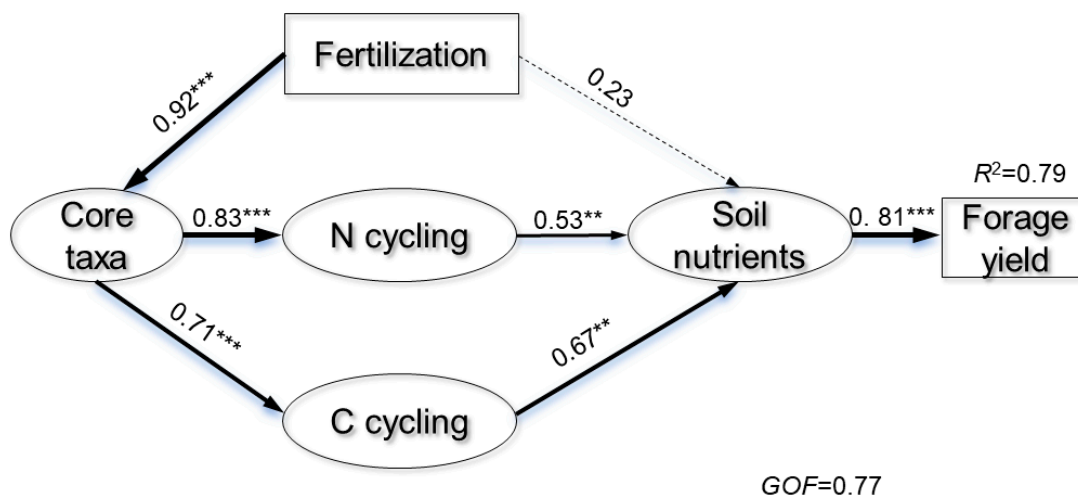 Fertilization
0.92***
0.23
R²=0.79
Core
taxa
0.83***
N cycling
0.53**
Soil
nutrients
0. 81***
Forage
yield
0.71***
0.67**
C cycling
GOF=0.77